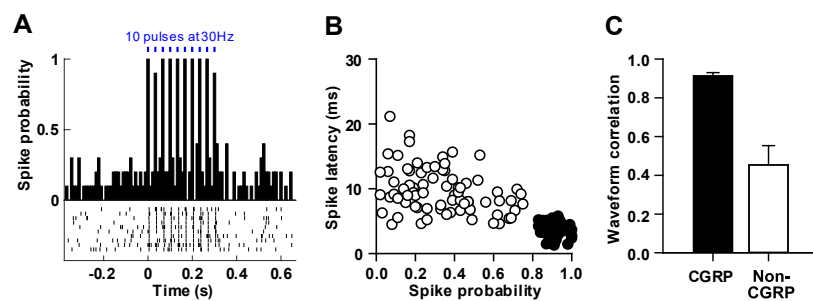 A
10 pulses at 30Hz
Spike probability
1
0.5
0
-0.2 0 0.2 0.4 0.6
Time (s)
B
Spike latency (ms)
30
20
10
0
0.0 0.2 0.4 0.6 0.8 1.0
Spike probability
C
Waveform correlation
1.0
0.8
0.6
0.4
0.2
0.0
CGRP Non-
CGRP